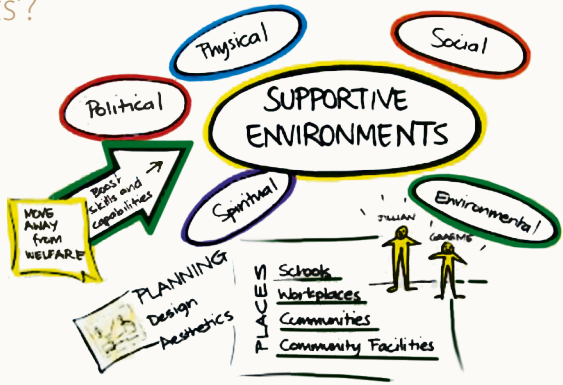 s?
Physical
Social
Political
SUPPORTIVE
ENVIRONMENTS
Boost
skills and
capabilities
MOVE
AWAY
from
WELFARE
Spiritual
Environmental
JILLIAN
GRAEME
PLANNING
Design
Aesthetics
PLACES
Schools
Workplaces
Communities
Community Facilities